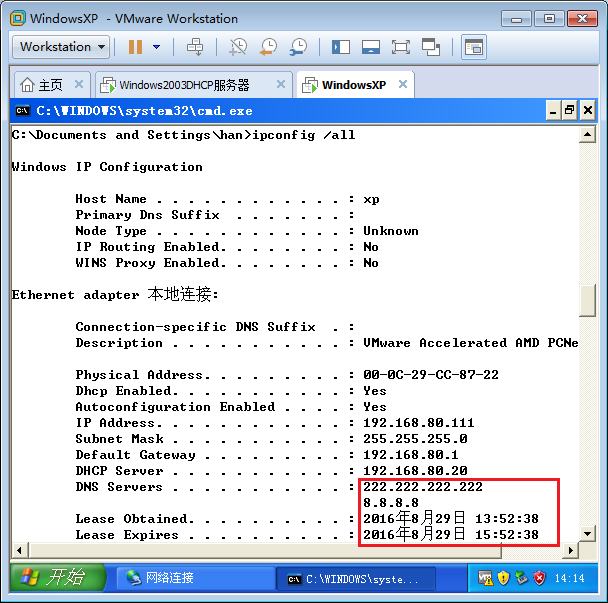 WindowsXP - VMware Workstation
Workstation
主页
Windows2003DHCP服务器
WindowsXP
C:\WINDOWS\system32\cmd.exe
C:\Documents and Settings\han>ipconfig /all
Windows IP Configuration
Host Name . . . . . . . . . . . . : xp
Primary Dns Suffix  . . . . . . . :
Node Type . . . . . . . . . . . . : Unknown
IP Routing Enabled. . . . . . . . : No
WINS Proxy Enabled. . . . . . . . : No
Ethernet adapter 本地连接:
Connection-specific DNS Suffix  . :
Description . . . . . . . . . . . : VMware Accelerated AMD PCNe
Physical Address. . . . . . . . . : 00-0C-29-CC-87-22
Dhcp Enabled. . . . . . . . . . . : Yes
Autoconfiguration Enabled . . . . : Yes
IP Address. . . . . . . . . . . . : 192.168.80.111
Subnet Mask . . . . . . . . . . . : 255.255.255.0
Default Gateway . . . . . . . . . : 192.168.80.1
DHCP Server . . . . . . . . . . . : 192.168.80.20
DNS Servers . . . . . . . . . . . : 222.222.222.222
8.8.8.8
Lease Obtained. . . . . . . . . . : 2016年8月29日 13:52:38
Lease Expires . . . . . . . . . . : 2016年8月29日 15:52:38
开始
网络连接
C:\WINDOWS\syste...
14:14